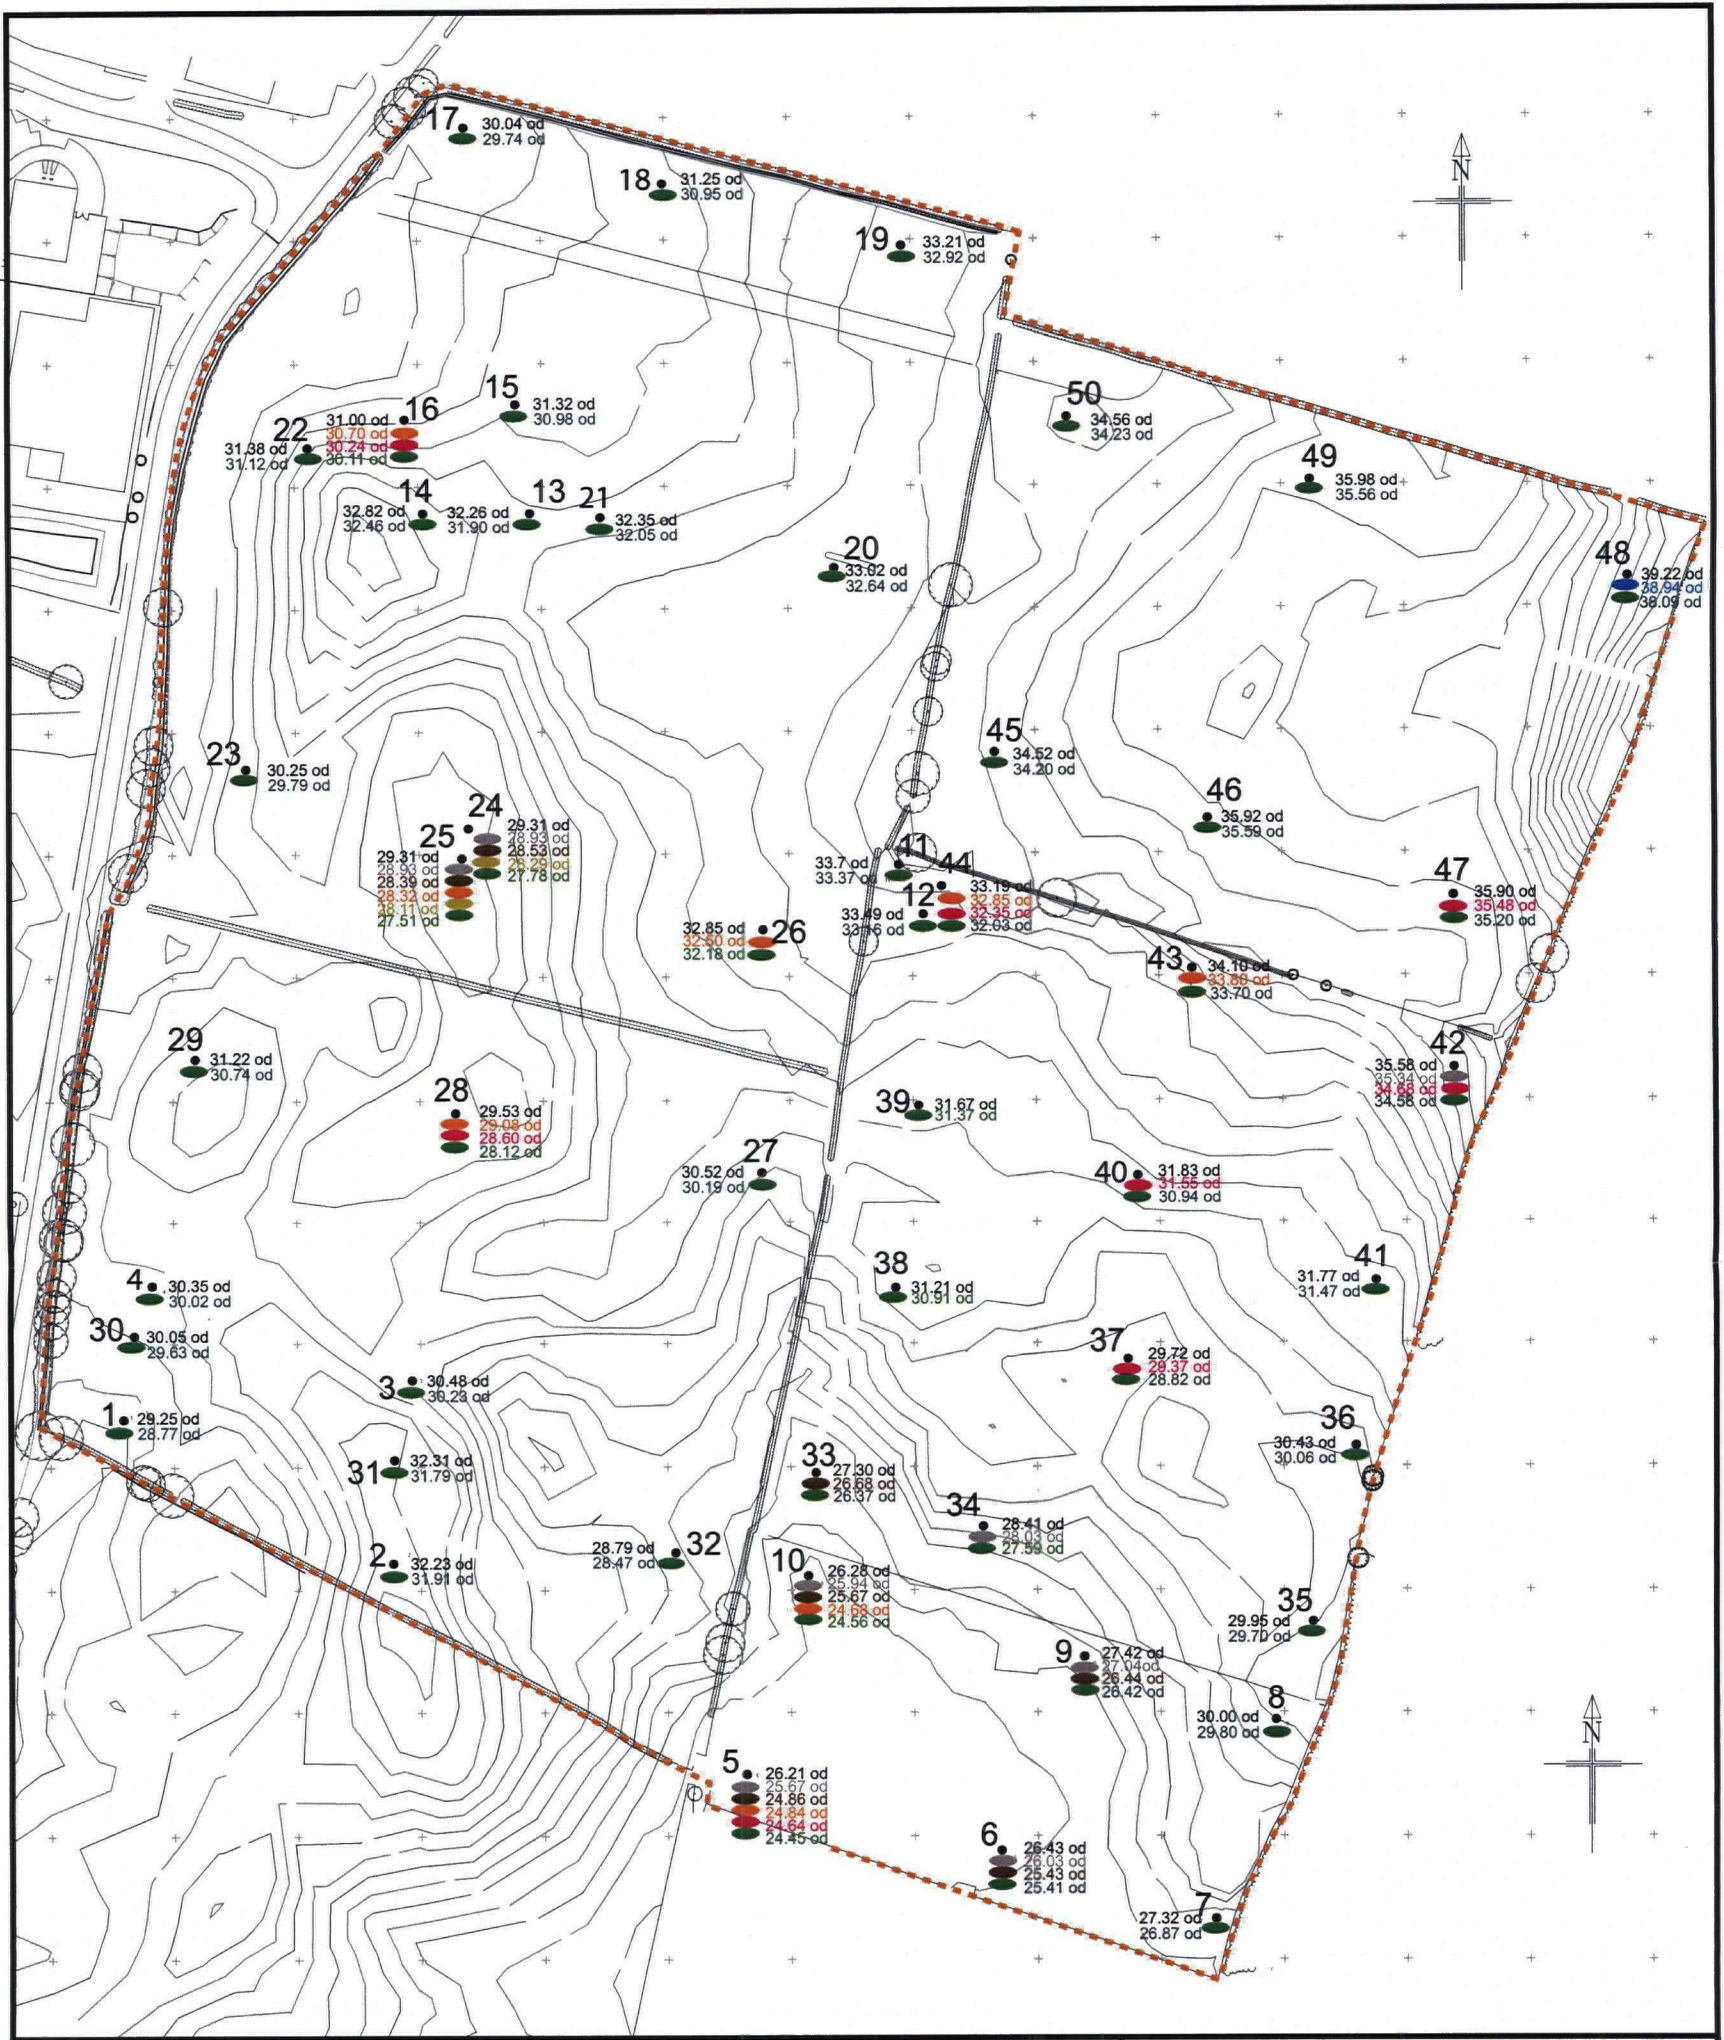 17
30.04 od
29.74 od
N
18
31.25 od
30.95 od
19
33.21 od
32.92 od
15
31.32 od
30.98 od
16
31.00 od
30.70 od
30.24 od
30.11 od
22
31.38 od
31.12 od
50
34.56 od
34.23 od
49
35.98 od
35.56 od
14
32.82 od
32.46 od
13
32.26 od
31.90 od
21
32.35 od
32.05 od
20
33.02 od
32.64 od
48
39.22 od
38.94 od
38.09 od
23
30.25 od
29.79 od
45
34.52 od
34.20 od
46
35.92 od
35.59 od
24
29.31 od
28.93 od
28.53 od
28.29 od
27.78 od
25
29.31 od
28.93 od
28.39 od
28.32 od
28.11 od
27.51 od
11
33.7 od
33.37 od
44
33.19 od
32.85 od
32.35 od
32.03 od
12
33.49 od
33.16 od
47
35.90 od
35.48 od
35.20 od
26
32.85 od
32.50 od
32.18 od
43
34.10 od
33.80 od
33.70 od
29
31.22 od
30.74 od
42
35.58 od
35.34 od
34.68 od
34.58 od
28
29.53 od
29.08 od
28.60 od
28.12 od
39
31.67 od
31.37 od
27
30.52 od
30.19 od
40
31.83 od
31.55 od
30.94 od
4
30.35 od
30.02 od
38
31.21 od
30.91 od
41
31.77 od
31.47 od
30
30.05 od
29.63 od
37
29.72 od
29.37 od
28.82 od
3
30.48 od
30.23 od
1
29.25 od
28.77 od
36
30.43 od
30.06 od
31
32.31 od
31.79 od
33
27.30 od
26.68 od
26.37 od
34
28.41 od
28.03 od
27.59 od
2
32.23 od
31.91 od
32
28.79 od
28.47 od
10
26.28 od
25.94 od
25.67 od
24.68 od
24.56 od
35
29.95 od
29.70 od
9
27.42 od
27.04 od
26.44 od
26.42 od
8
30.00 od
29.80 od
N
5
26.21 od
25.67 od
24.86 od
24.84 od
24.64 od
24.45 od
6
26.43 od
26.03 od
25.43 od
25.41 od
7
27.32 od
26.87 od